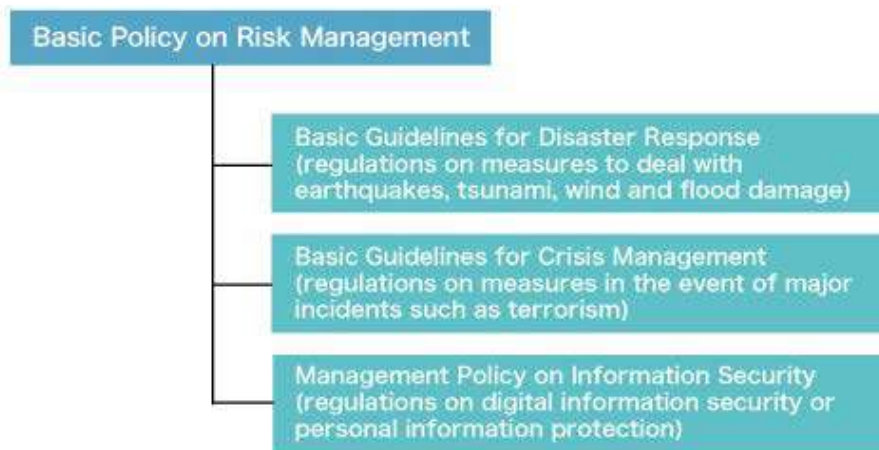 Basic Policy on Risk Management
Basic Guidelines for Disaster Response
(regulations on measures to deal with
earthquakes, tsunami, wind and flood damage)
Basic Guidelines for Crisis Management
(regulations on measures in the event of major
incidents such as terrorism)
Management Policy on Information Security
(regulations on digital information security or
personal information protection)